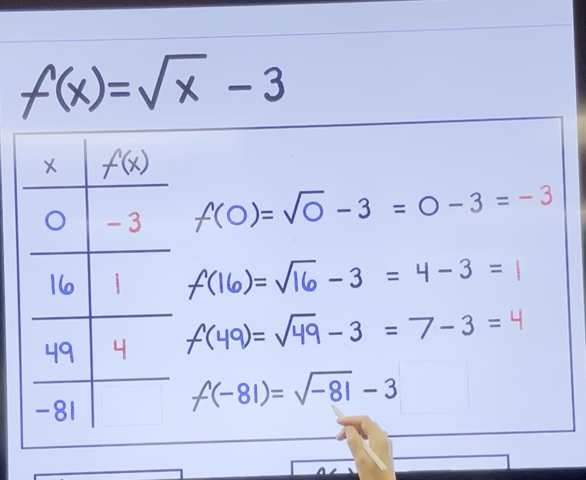 f(x)=√x - 3
x f(x)
0 -3 f(0)=√0 - 3 = 0 - 3 = -3
16 1 f(16)=√16 - 3 = 4 - 3 = 1
49 4 f(49)=√49 - 3 = 7 - 3 = 4
-81 f(-81)=√-81 - 3